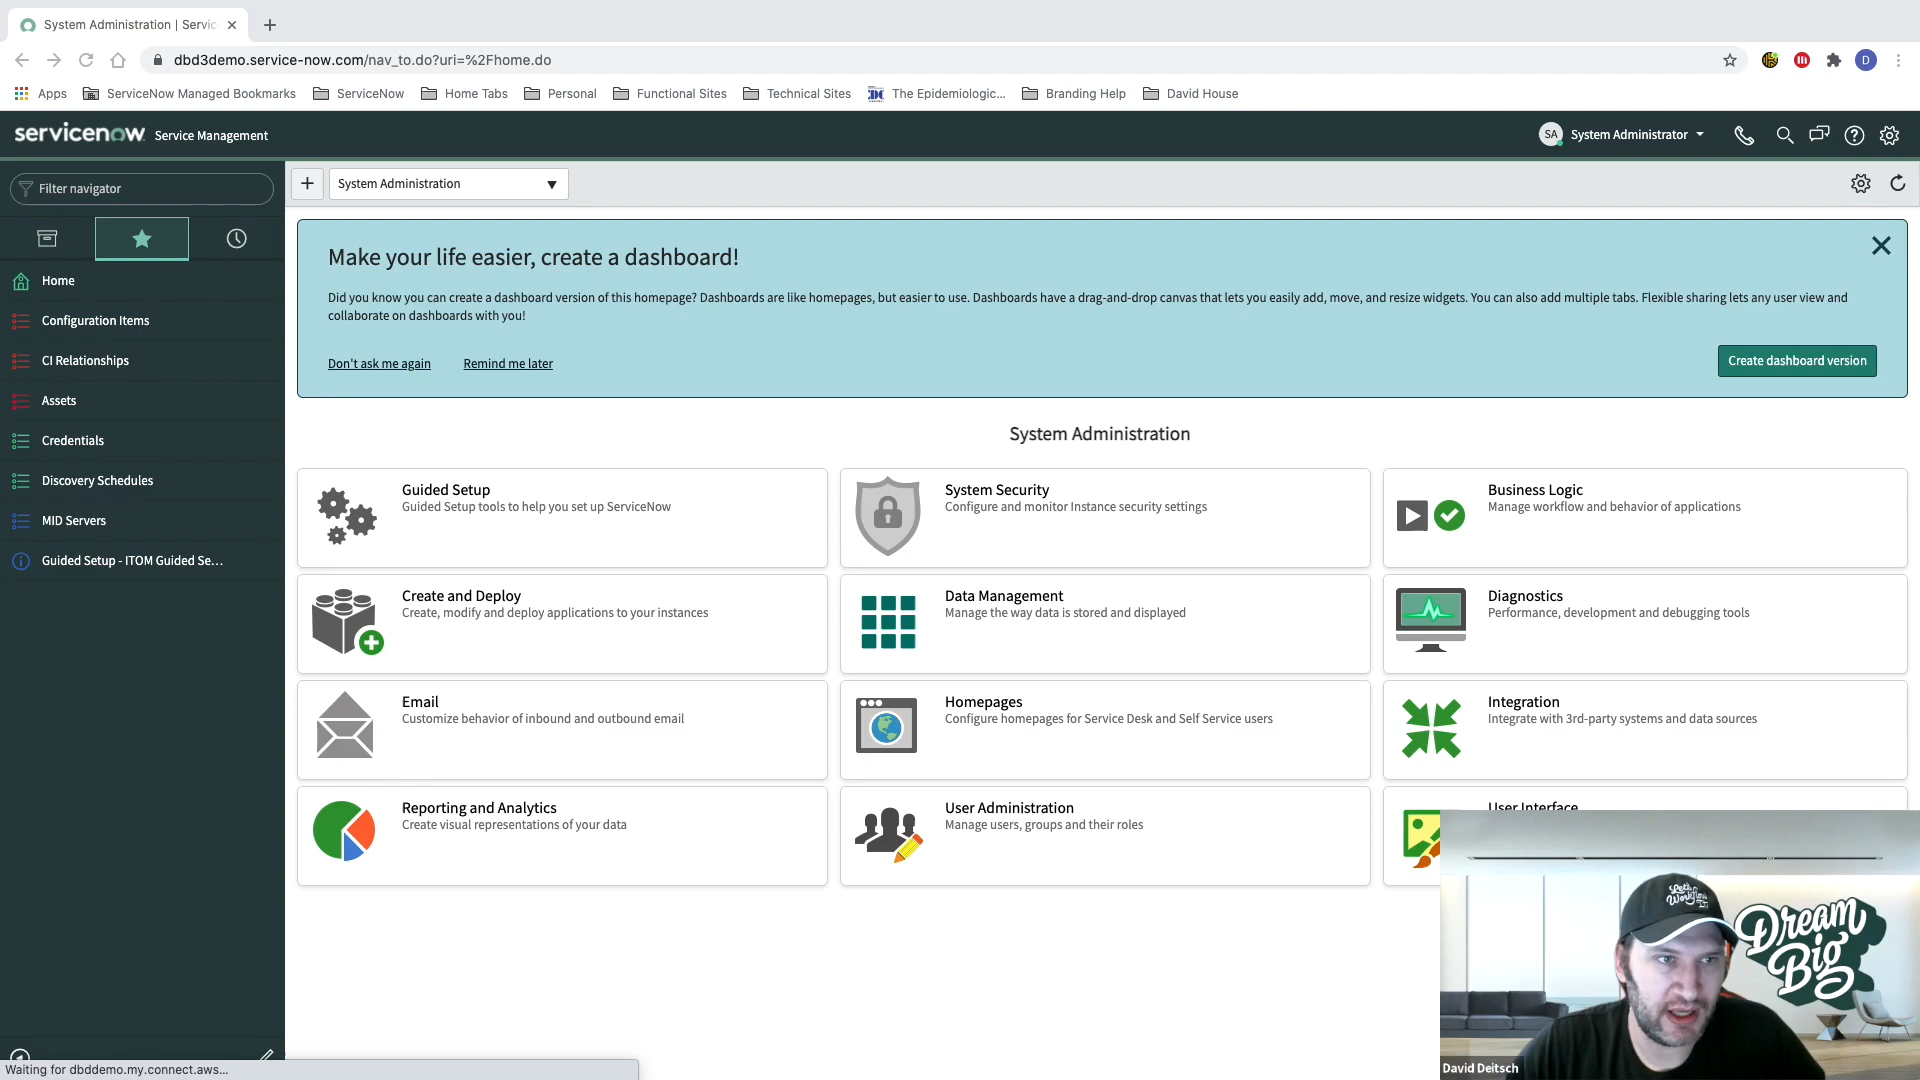 System Administration | Servic
dbd3demo.service-now.com/nav_to.do?uri=%2Fhome.do
D
Apps
ServiceNow Managed Bookmarks
ServiceNow
Home Tabs
Personal
Functional Sites
Technical Sites
The Epidemiologic...
Branding Help
David House
servicenow Service Management
SA System Administrator
Filter navigator
System Administration
Home
Configuration Items
CI Relationships
Assets
Credentials
Discovery Schedules
MID Servers
Guided Setup - ITOM Guided Se...
Make your life easier, create a dashboard!
Did you know you can create a dashboard version of this homepage? Dashboards are like homepages, but easier to use. Dashboards have a drag-and-drop canvas that lets you easily add, move, and resize widgets. You can also add multiple tabs. Flexible sharing lets any user view and
collaborate on dashboards with you!
Don't ask me again
Remind me later
Create dashboard version
System Administration
Guided Setup
Guided Setup tools to help you set up ServiceNow
System Security
Configure and monitor Instance security settings
Business Logic
Manage workflow and behavior of applications
Create and Deploy
Create, modify and deploy applications to your instances
Data Management
Manage the way data is stored and displayed
Diagnostics
Performance, development and debugging tools
Email
Customize behavior of inbound and outbound email
Homepages
Configure homepages for Service Desk and Self Service users
Integration
Integrate with 3rd-party systems and data sources
Reporting and Analytics
Create visual representations of your data
User Administration
Manage users, groups and their roles
User Interface
Let's
Workflow
Dream
Big
David Deitsch
Waiting for dbddemo.my.connect.aws...